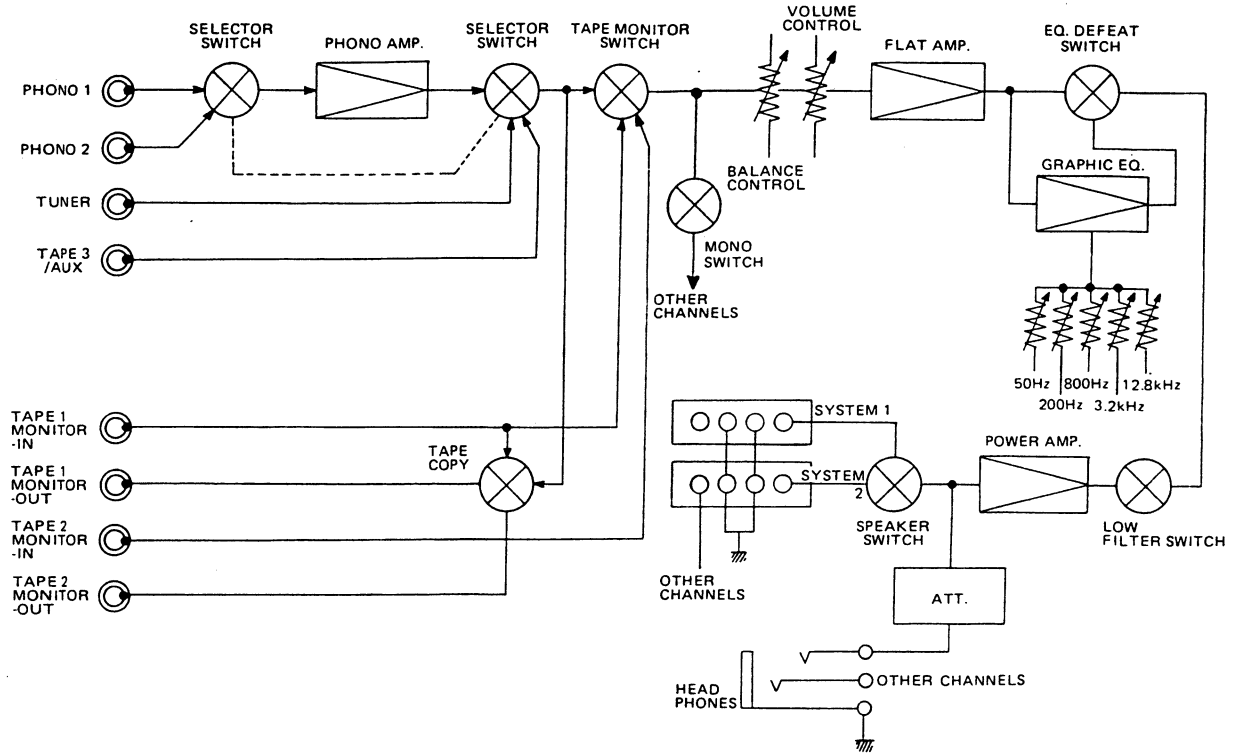 SELECTOR
SWITCH
PHONO AMP.
SELECTOR
SWITCH
TAPE MONITOR
SWITCH
VOLUME
CONTROL
FLAT AMP.
EQ. DEFEAT
SWITCH
PHONO 1
PHONO 2
TUNER
TAPE 3
/AUX
BALANCE
CONTROL
GRAPHIC EQ.
MONO
SWITCH
OTHER
CHANNELS
50Hz
800Hz
12.8kHz
200Hz
3.2kHz
TAPE 1
MONITOR
-IN
TAPE 1
MONITOR
-OUT
TAPE 2
MONITOR
-IN
TAPE 2
MONITOR
-OUT
TAPE
COPY
SYSTEM 1
SYSTEM
2
SPEAKER
SWITCH
POWER AMP.
LOW
FILTER SWITCH
OTHER
CHANNELS
ATT.
HEAD
PHONES
OTHER CHANNELS